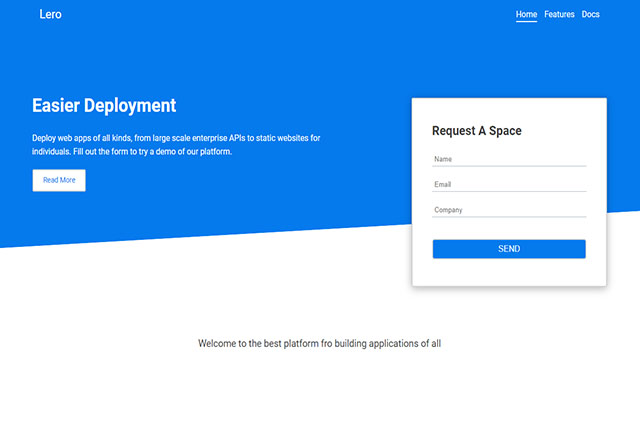 Lero
Home Features Docs
Easier Deployment
Deploy web apps of all kinds, from large scale enterprise APIs to static websites for
individuals. Fill out the form to try a demo of our platform.
Read More
Request A Space
Name
Email
Company
SEND
Welcome to the best platform fro building applications of all